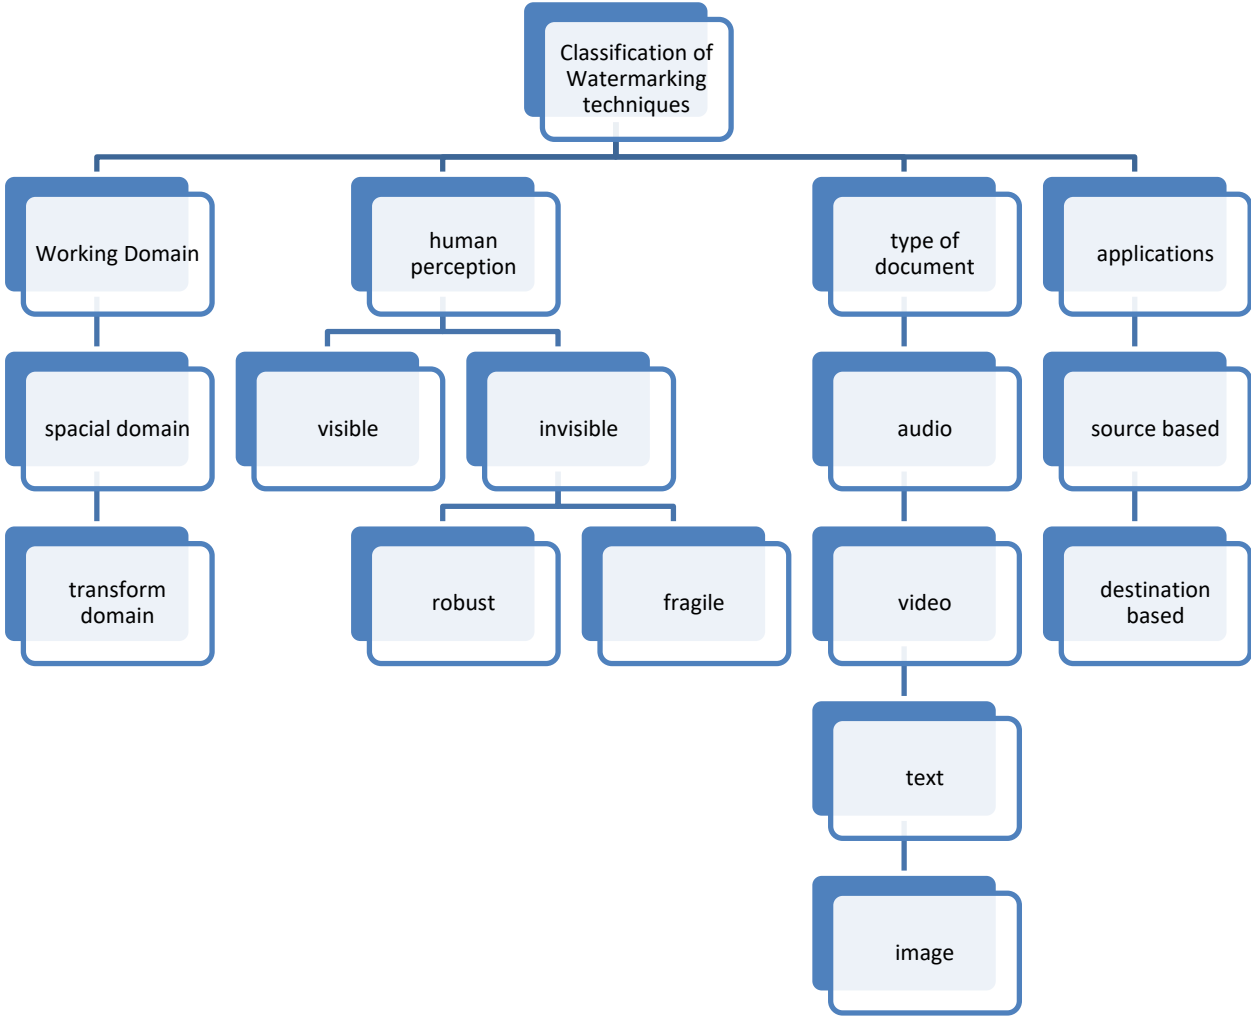 Classification of
Watermarking
techniques
Working Domain
human
perception
type of
document
applications
spacial domain
visible
invisible
audio
source based
transform
domain
robust
fragile
video
destination
based
text
image